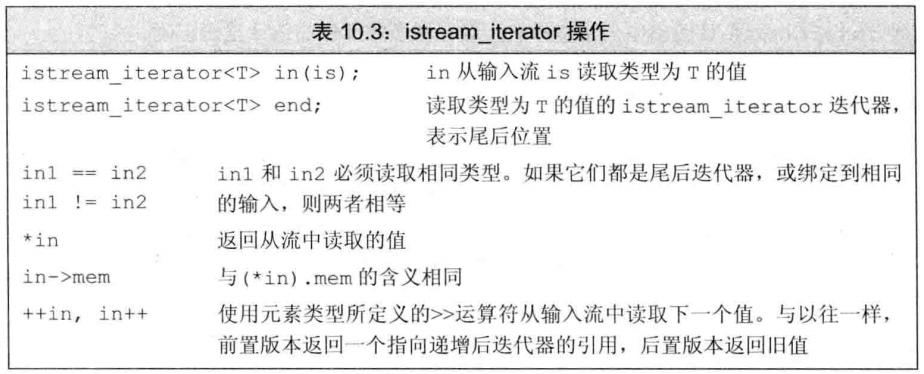 表 10.3：istream_iterator 操作
istream_iterator<T> in(is); in 从输入流 is 读取类型为 T 的值
istream_iterator<T> end; 读取类型为 T 的值的 istream_iterator 迭代器，
表示尾后位置
in1 == in2 in1 和 in2 必须读取相同类型。如果它们都是尾后迭代器，或绑定到相同
in1 != in2 的输入，则两者相等
*in 返回从流中读取的值
in->mem 与(*in).mem 的含义相同
++in, in++ 使用元素类型所定义的>>运算符从输入流中读取下一个值。与以往一样，
前置版本返回一个指向递增后迭代器的引用，后置版本返回旧值